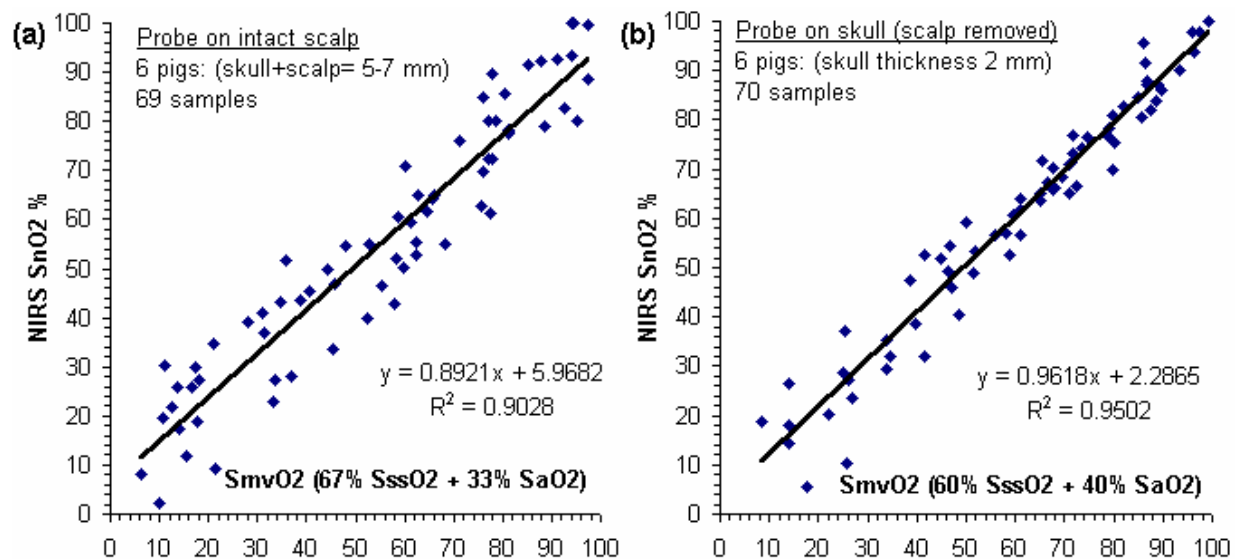 (a)
Probe on intact scalp
6 pigs: (skull+scalp= 5-7 mm)
69 samples
NIRS SnO2 %
100
90
80
70
60
50
40
30
20
10
0
y = 0.8921x + 5.9682
R² = 0.9028
SmvO2 (67% SssO2 + 33% SaO2)
0 10 20 30 40 50 60 70 80 90 100
(b)
Probe on skull (scalp removed)
6 pigs: (skull thickness 2 mm)
70 samples
NIRS SnO2 %
100
90
80
70
60
50
40
30
20
10
0
y = 0.9618x + 2.2865
R² = 0.9502
SmvO2 (60% SssO2 + 40% SaO2)
0 10 20 30 40 50 60 70 80 90 100